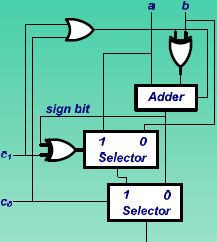 a b
Adder
sign bit
1 0
Selector
c1
1 0
Selector
c0